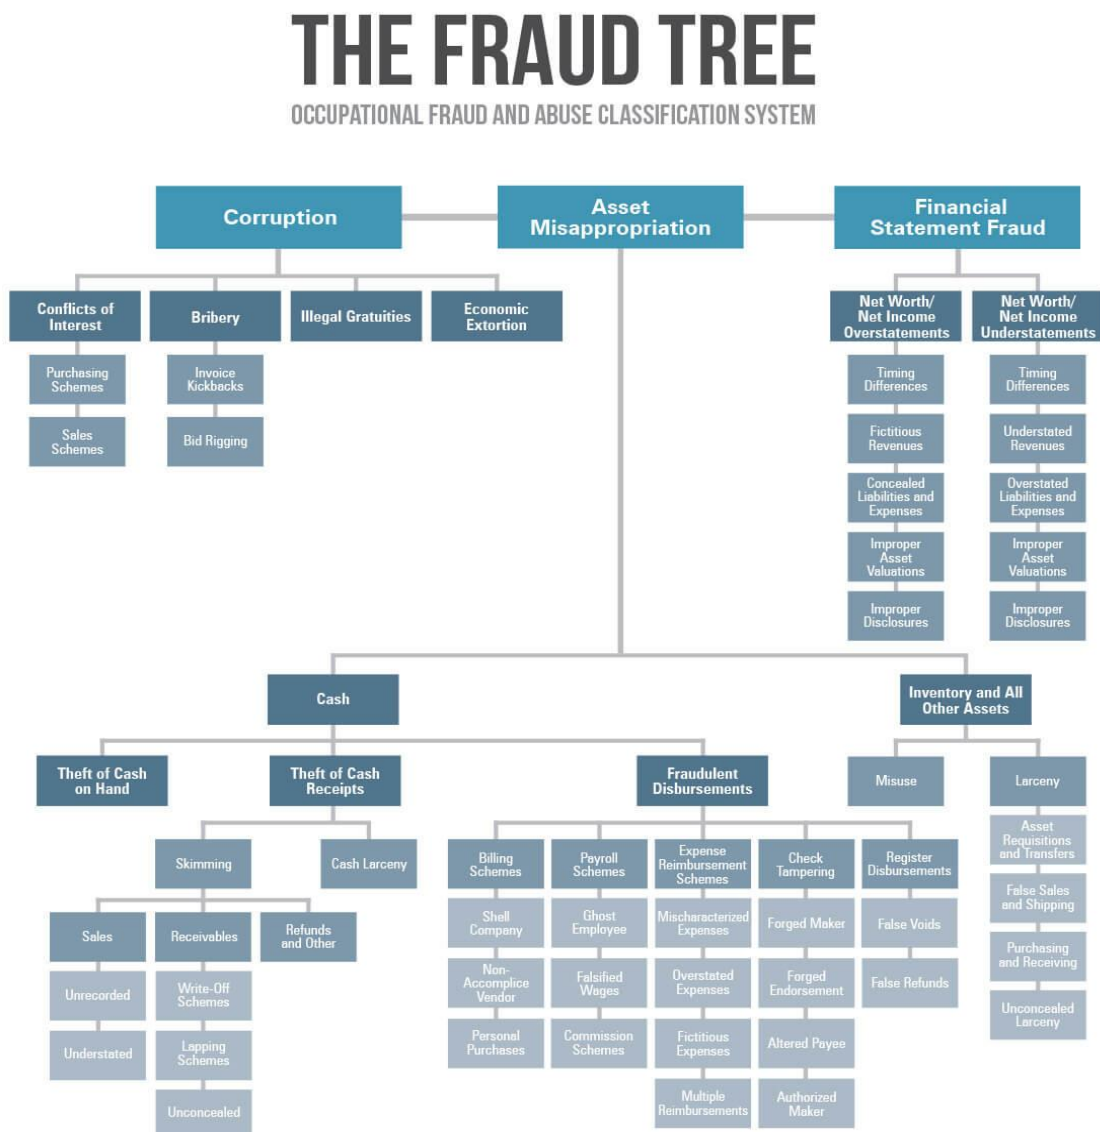 THE FRAUD TREE
OCCUPATIONAL FRAUD AND ABUSE CLASSIFICATION SYSTEM
Corruption
Asset
Misappropriation
Financial
Statement Fraud
Conflicts of
Interest
Bribery
Illegal Gratuities
Economic
Extortion
Net Worth/
Net Income
Overstatements
Net Worth/
Net Income
Understatements
Purchasing
Schemes
Invoice
Kickbacks
Timing
Differences
Timing
Differences
Sales
Schemes
Bid Rigging
Fictitious
Revenues
Understated
Revenues
Concealed
Liabilities and
Expenses
Overstated
Liabilities and
Expenses
Improper
Asset
Valuations
Improper
Asset
Valuations
Improper
Disclosures
Improper
Disclosures
Cash
Inventory and All
Other Assets
Theft of Cash
on Hand
Theft of Cash
Receipts
Fraudulent
Disbursements
Misuse
Larceny
Skimming
Cash Larceny
Billing
Schemes
Payroll
Schemes
Expense
Reimbursement
Schemes
Check
Tampering
Register
Disbursements
Asset
Requisitions
and Transfers
Sales
Receivables
Refunds
and Other
Shell
Company
Ghost
Employee
Mischaracterized
Expenses
Forged Maker
False Voids
False Sales
and Shipping
Unrecorded
Write-Off
Schemes
Non-
Accomplice
Vendor
Falsified
Wages
Overstated
Expenses
Forged
Endorsement
False Refunds
Purchasing
and Receiving
Understated
Lapping
Schemes
Personal
Purchases
Commission
Schemes
Fictitious
Expenses
Altered Payee
Unconcealed
Larceny
Unconcealed
Multiple
Reimbursements
Authorized
Maker